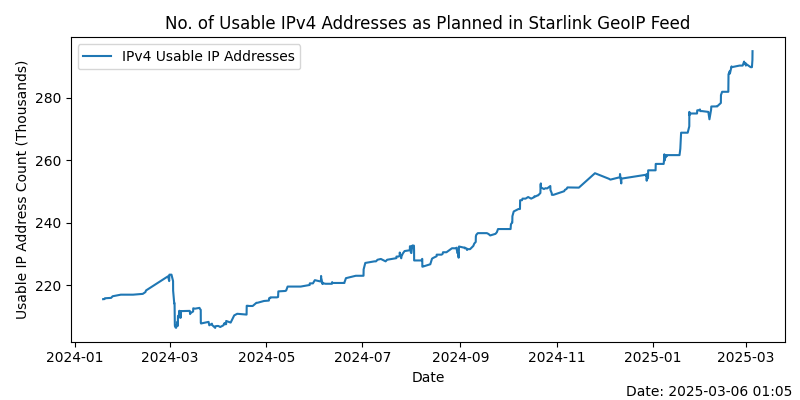 No. of Usable IPv4 Addresses as Planned in Starlink GeoIP Feed
IPv4 Usable IP Addresses
Usable IP Address Count (Thousands)
280
260
240
220
2024-01 2024-03 2024-05 2024-07 2024-09 2024-11 2025-01 2025-03
Date
Date: 2025-03-06 01:05